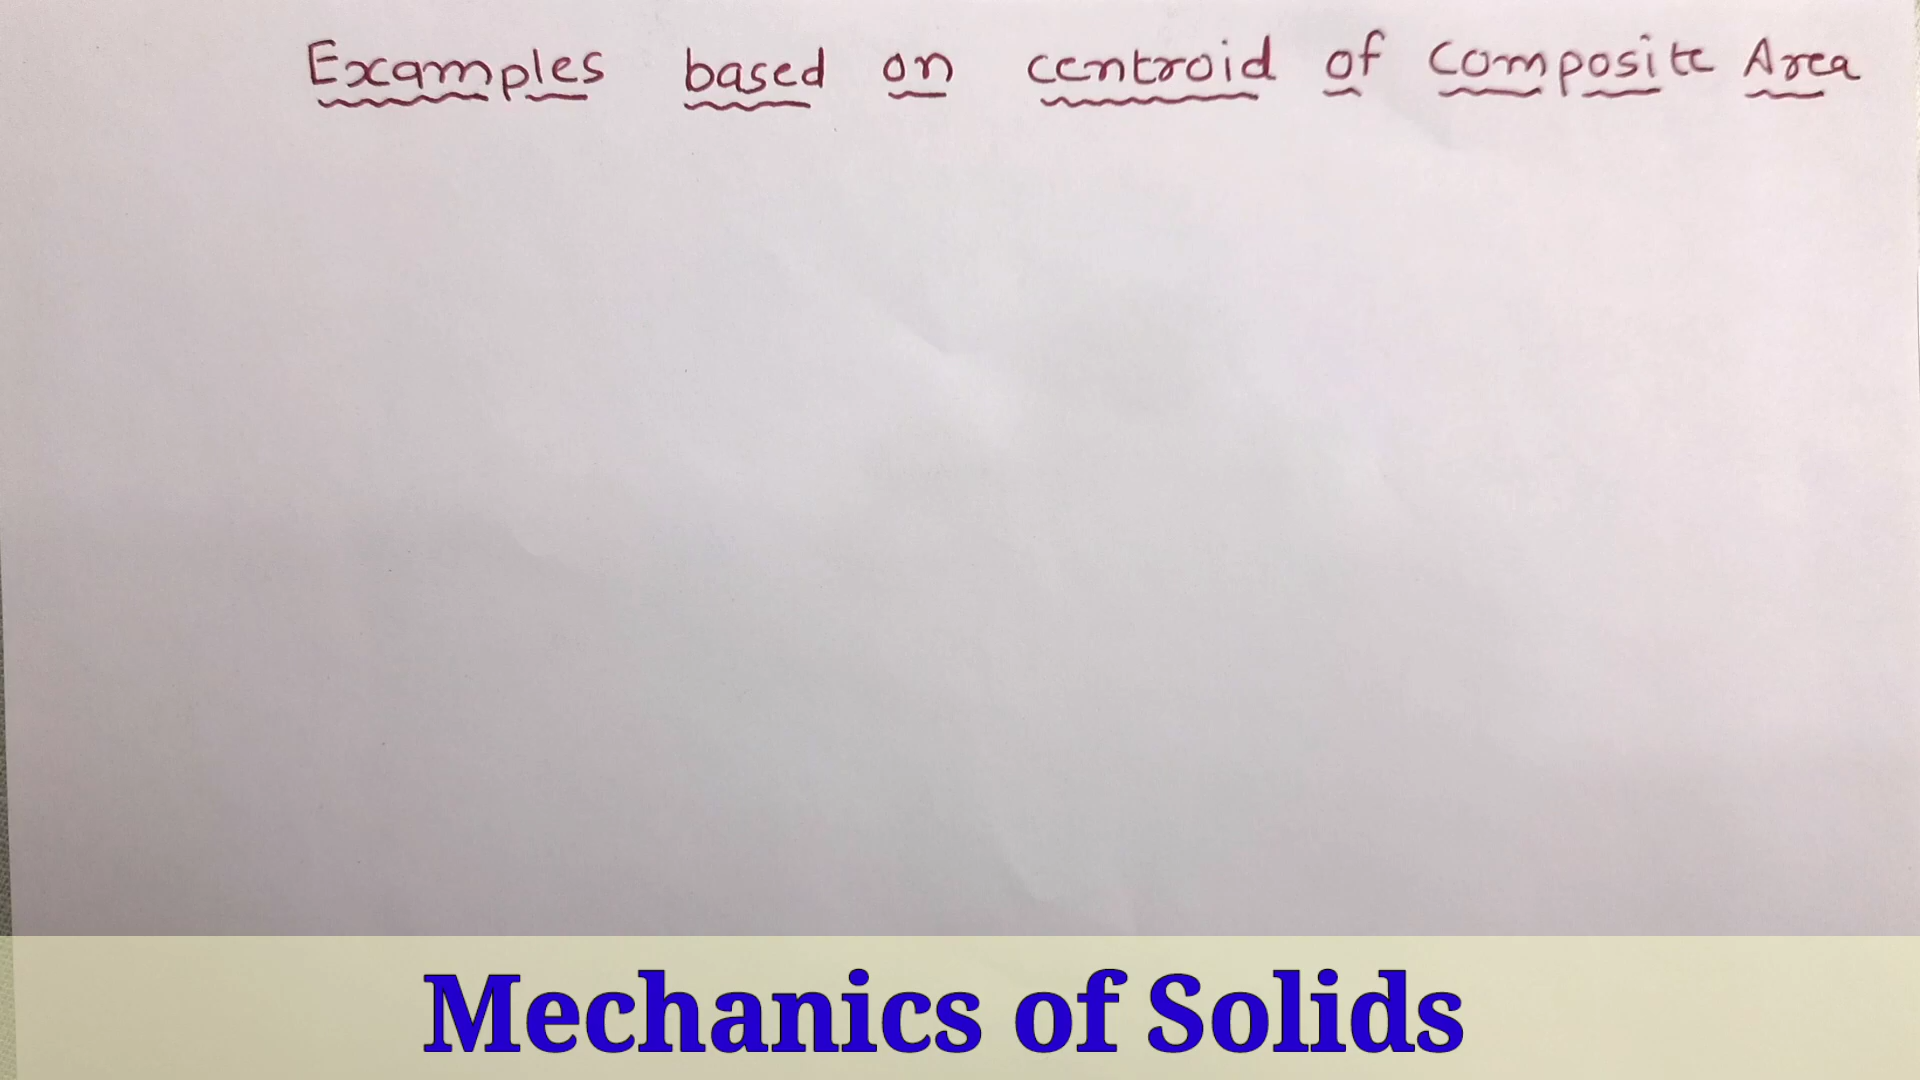 Examples based on centroid of Composite Area
Mechanics of Solids